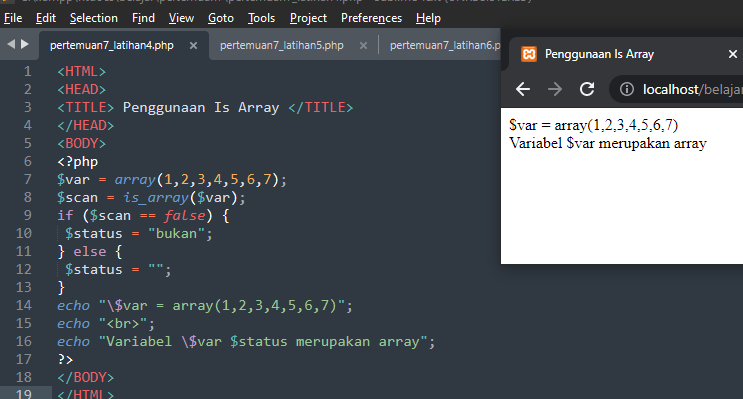 File Edit Selection Find View Goto Tools Project Preferences Help
pertemuan7_latihan4.php × pertemuan7_latihan5.php × pertemuan7_latihan6.p
1 <HTML>
2 <HEAD>
3 <TITLE> Penggunaan Is Array </TITLE>
4 </HEAD>
5 <BODY>
6 <?php
7 $var = array(1,2,3,4,5,6,7);
8 $scan = is_array($var);
9 if ($scan == false) {
10 $status = "bukan";
11 } else {
12 $status = "";
13 }
14 echo "\$var = array(1,2,3,4,5,6,7)";
15 echo "<br>";
16 echo "Variabel \$var $status merupakan array";
17 ?>
18 </BODY>
19 </HTML>
Penggunaan Is Array ×
localhost/belajar
$var = array(1,2,3,4,5,6,7)
Variabel $var merupakan array